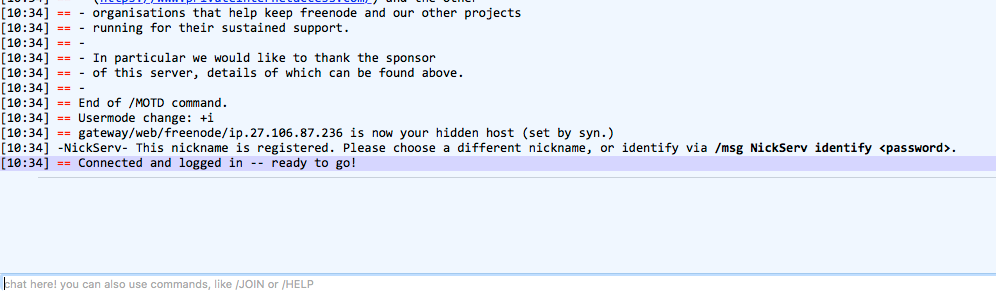 [10:34] == - (https://www.privateinternetaccess.com/) and the other
[10:34] == - organisations that help keep freenode and our other projects
[10:34] == - running for their sustained support.
[10:34] == -
[10:34] == - In particular we would like to thank the sponsor
[10:34] == - of this server, details of which can be found above.
[10:34] == -
[10:34] == End of /MOTD command.
[10:34] == Usermode change: +i
[10:34] == gateway/web/freenode/ip.27.106.87.236 is now your hidden host (set by syn.)
[10:34] -NickServ- This nickname is registered. Please choose a different nickname, or identify via /msg NickServ identify <password>.
[10:34] == Connected and logged in -- ready to go!
chat here! you can also use commands, like /JOIN or /HELP